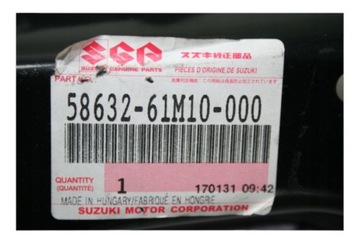 SGP
スズキ純正部品
SUZUKI GENUINE PARTS
PIÈCES D'ORIGINE DE SUZUKI
PART
58632-61M10-000
QUANTITY
(QUANTITÉ)
1
170131 09:42
MADE IN HUNGARY/FABRIQUÉ EN HONGRIE
SUZUKI MOTOR CORPORATION